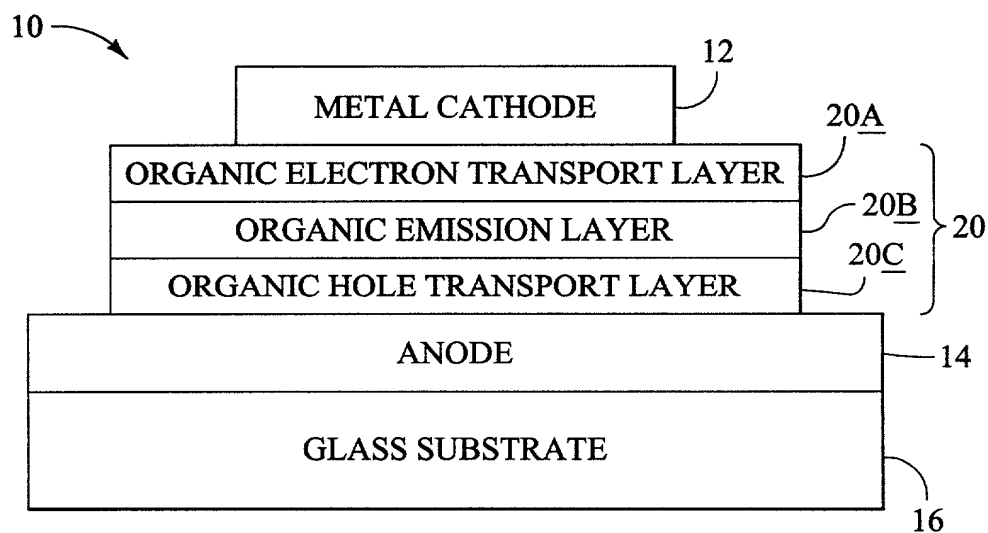 10
12
METAL CATHODE
20A
ORGANIC ELECTRON TRANSPORT LAYER
20B
ORGANIC EMISSION LAYER
20
20C
ORGANIC HOLE TRANSPORT LAYER
ANODE
14
GLASS SUBSTRATE
16